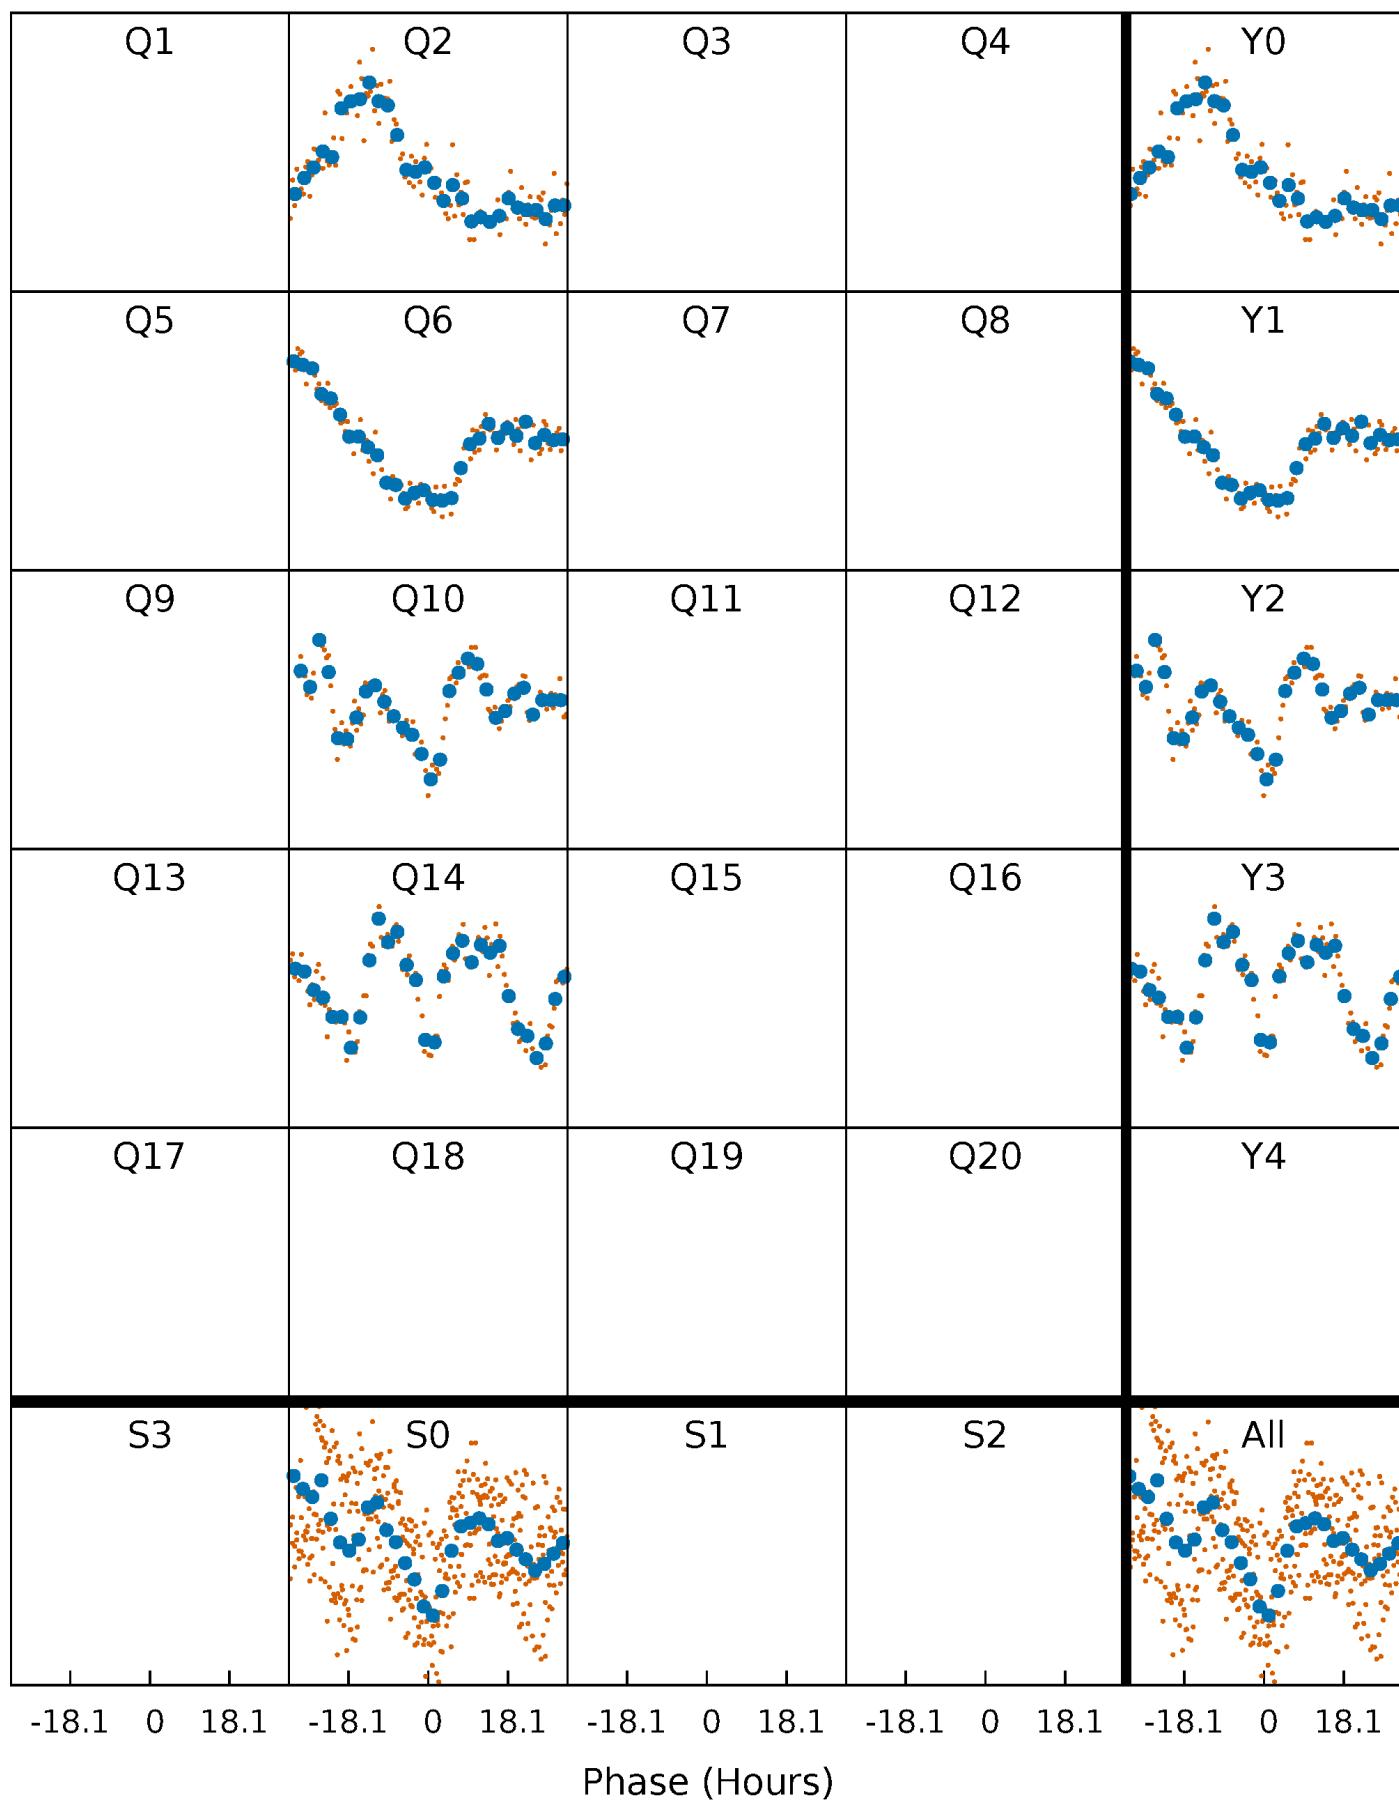 Q1 Q2 Q3 Q4 Y0
Q5 Q6 Q7 Q8 Y1
Q9 Q10 Q11 Q12 Y2
Q13 Q14 Q15 Q16 Y3
Q17 Q18 Q19 Q20 Y4
S3 S0 S1 S2 All
-18.1 0 18.1 -18.1 0 18.1 -18.1 0 18.1 -18.1 0 18.1 -18.1 0 18.1
Phase (Hours)